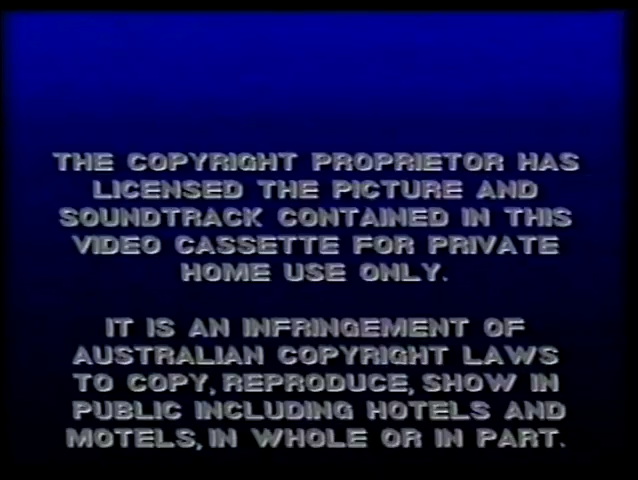 THE COPYRIGHT PROPRIETOR HAS
LICENSED THE PICTURE AND
SOUNDTRACK CONTAINED IN THIS
VIDEO CASSETTE FOR PRIVATE
HOME USE ONLY.
IT IS AN INFRINGEMENT OF
AUSTRALIAN COPYRIGHT LAWS
TO COPY, REPRODUCE, SHOW IN
PUBLIC INCLUDING HOTELS AND
MOTELS, IN WHOLE OR IN PART.